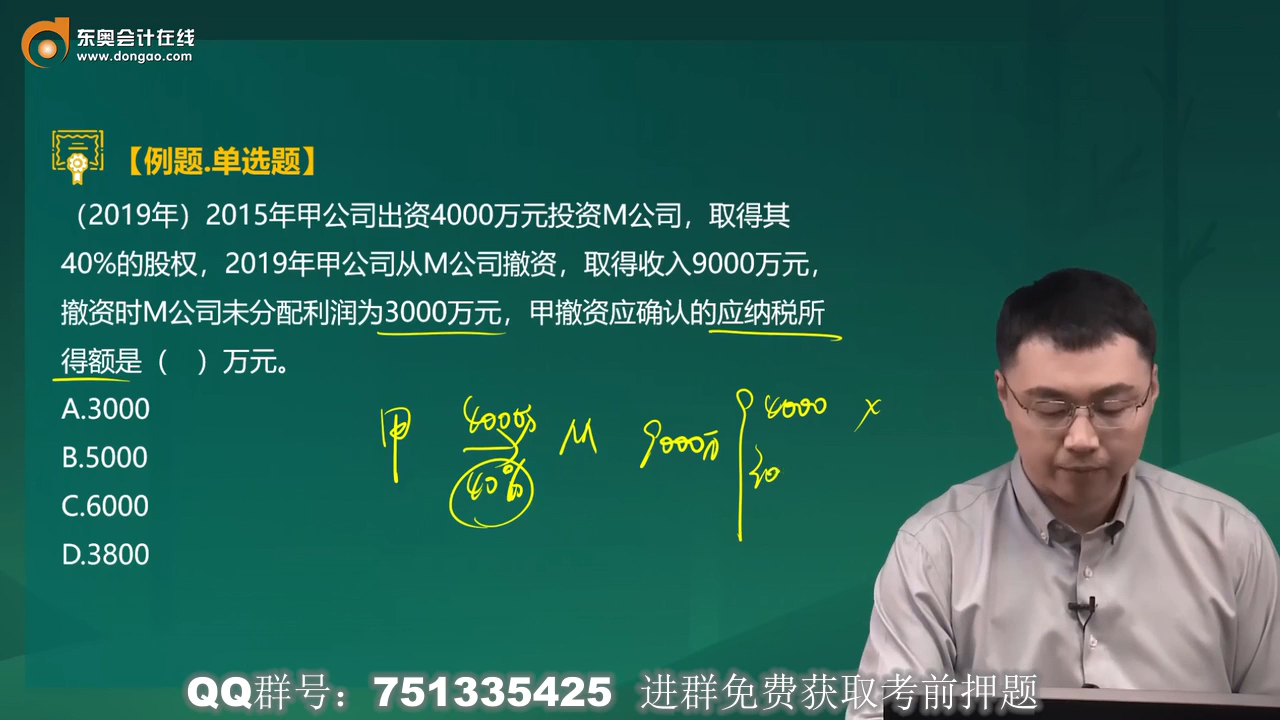 东奥会计在线
www.dongao.com
【例题.单选题】
（2019年）2015年甲公司出资4000万元投资M公司，取得其
40%的股权，2019年甲公司从M公司撤资，取得收入9000万元，
撤资时M公司未分配利润为3000万元，甲撤资应确认的应纳税所
得额是（ ）万元。
A.3000
B.5000
C.6000
D.3800
甲 4000万 M 9000万 4000 ×
40% 30
QQ群号：751335425 进群免费获取考前押题